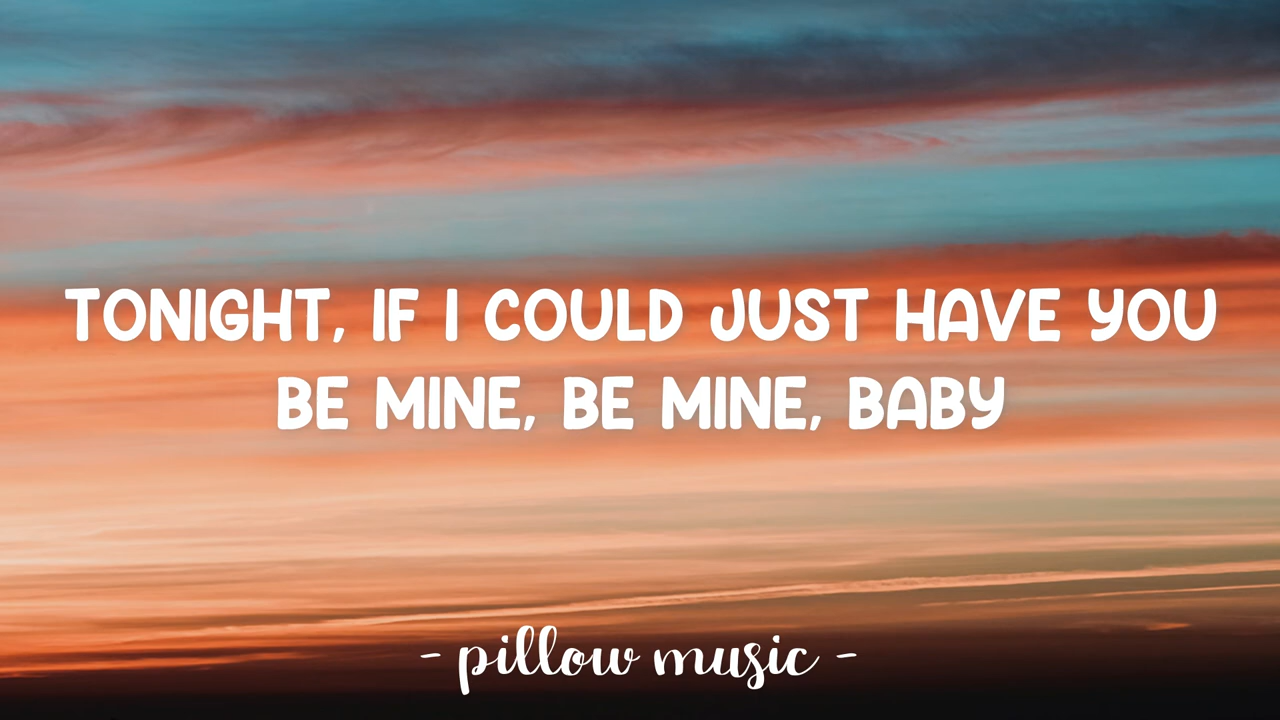 TONIGHT, IF I COULD JUST HAVE YOU
BE MINE, BE MINE, BABY
- pillow music -